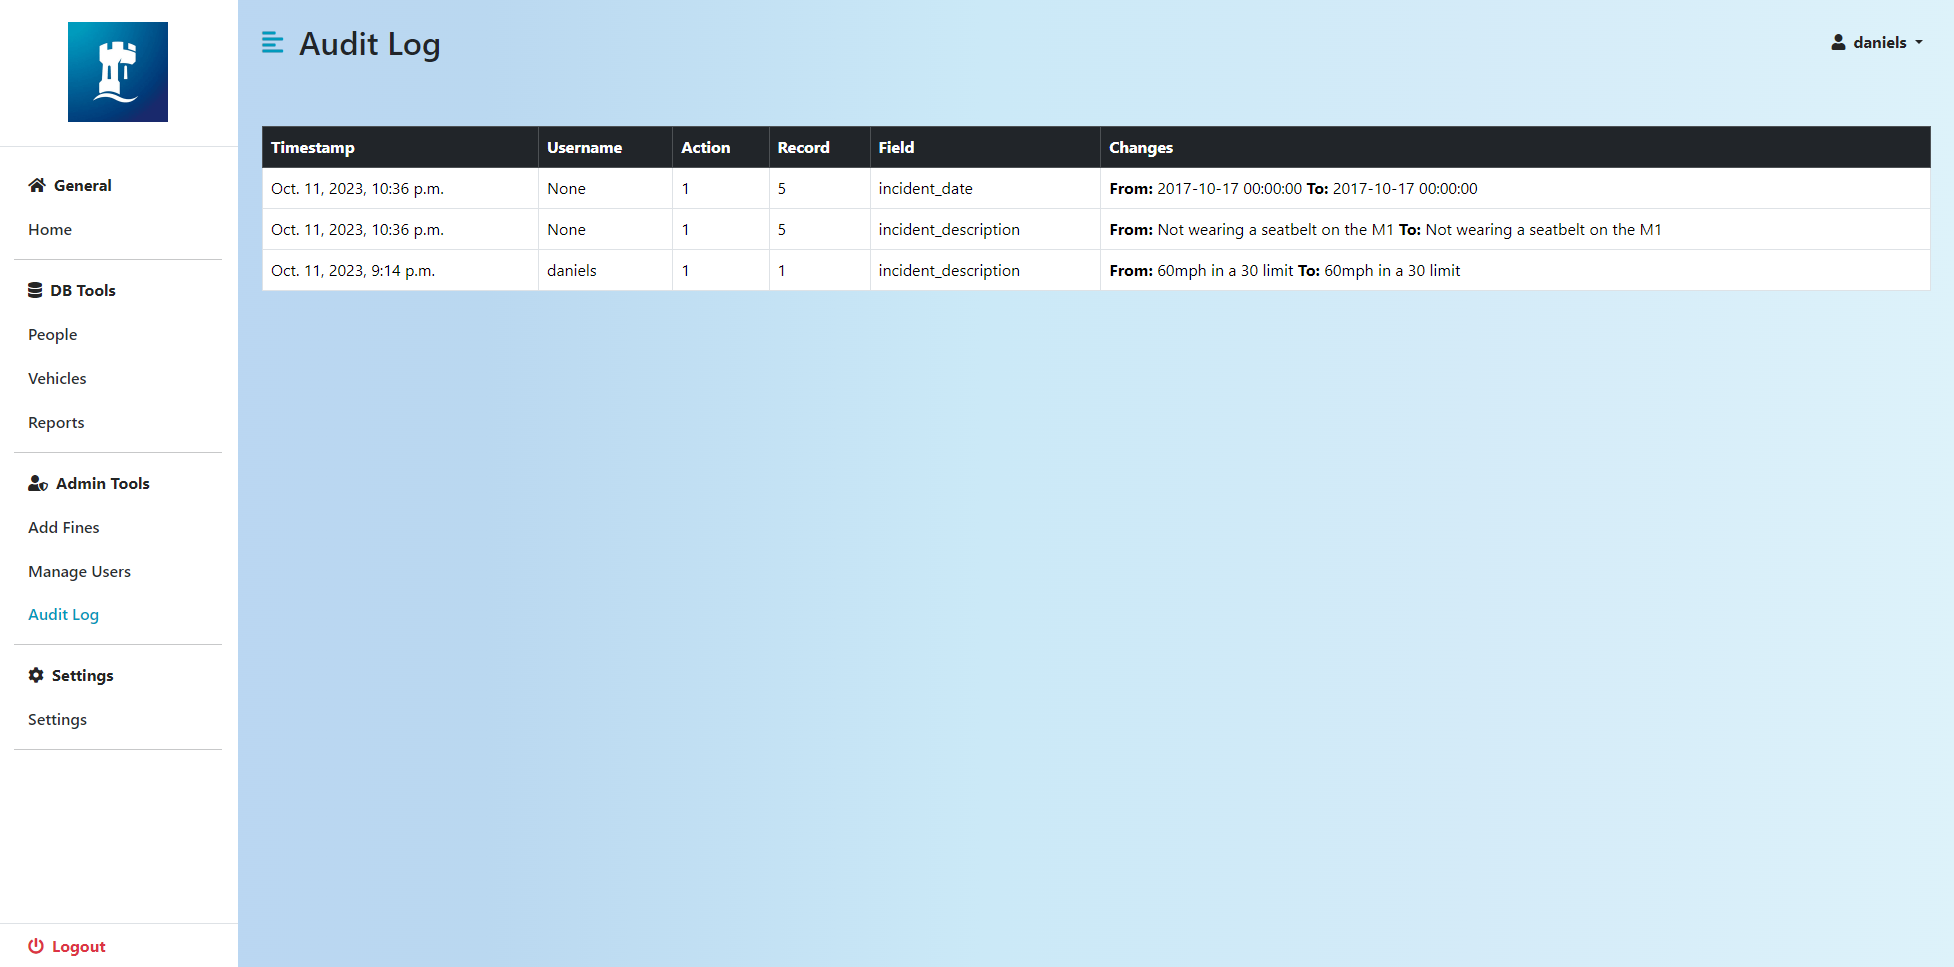 Audit Log
daniels
General
Home
DB Tools
People
Vehicles
Reports
Admin Tools
Add Fines
Manage Users
Audit Log
Settings
Settings
Logout
Timestamp Username Action Record Field Changes
Oct. 11, 2023, 10:36 p.m. None 1 5 incident_date From: 2017-10-17 00:00:00 To: 2017-10-17 00:00:00
Oct. 11, 2023, 10:36 p.m. None 1 5 incident_description From: Not wearing a seatbelt on the M1 To: Not wearing a seatbelt on the M1
Oct. 11, 2023, 9:14 p.m. daniels 1 1 incident_description From: 60mph in a 30 limit To: 60mph in a 30 limit